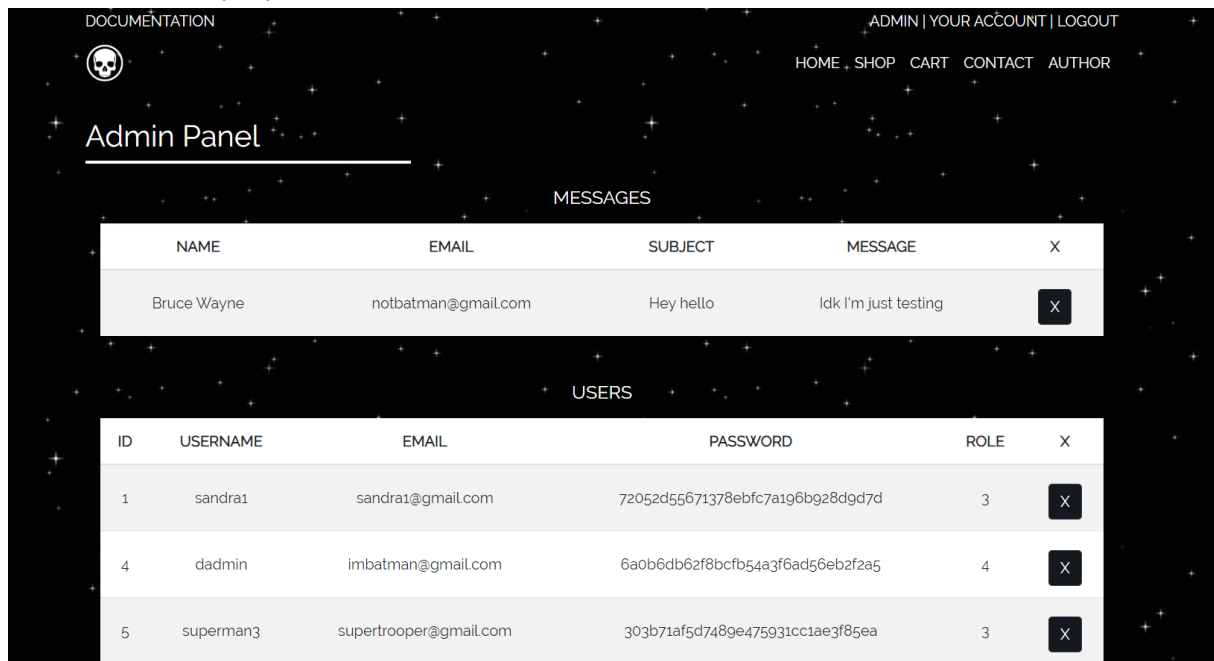 DOCUMENTATION ADMIN | YOUR ACCOUNT | LOGOUT
HOME SHOP CART CONTACT AUTHOR
Admin Panel
MESSAGES
NAME EMAIL SUBJECT MESSAGE X
Bruce Wayne notbatman@gmail.com Hey hello Idk I'm just testing X
USERS
ID USERNAME EMAIL PASSWORD ROLE X
1 sandra1 sandra1@gmail.com 72052d55671378ebfc7a196b928d9d7d 3 X
4 dadmin imbatman@gmail.com 6a0b6db62f8bcfb54a3f6ad56eb2f2a5 4 X
5 superman3 supertrooper@gmail.com 303b71af5d7489e475931cc1ae3f85ea 3 X